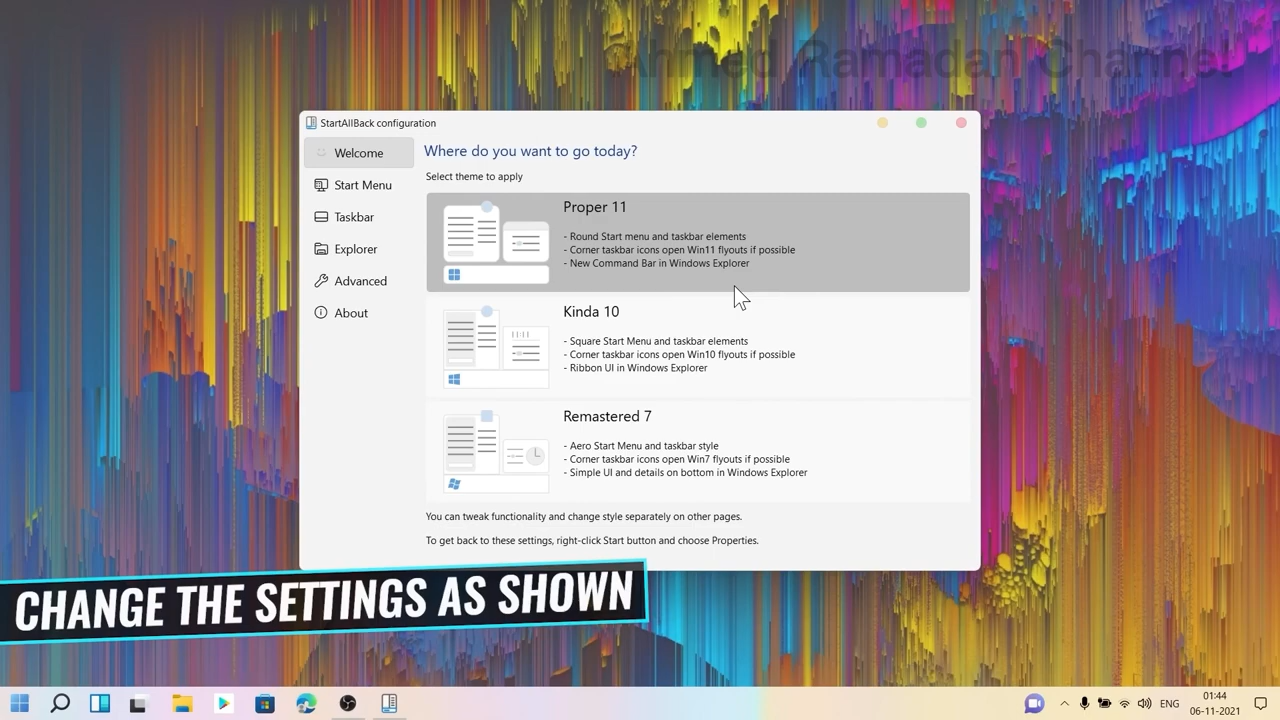 Ahmed Ramadan Channel
StartAllBack configuration
Welcome
Start Menu
Taskbar
Explorer
Advanced
About
Where do you want to go today?
Select theme to apply
Proper 11
- Round Start menu and taskbar elements
- Corner taskbar icons open Win11 flyouts if possible
- New Command Bar in Windows Explorer
Kinda 10
- Square Start Menu and taskbar elements
- Corner taskbar icons open Win10 flyouts if possible
- Ribbon UI in Windows Explorer
Remastered 7
- Aero Start Menu and taskbar style
- Corner taskbar icons open Win7 flyouts if possible
- Simple UI and details on bottom in Windows Explorer
You can tweak functionality and change style separately on other pages.
To get back to these settings, right-click Start button and choose Properties.
CHANGE THE SETTINGS AS SHOWN
ENG
01:44
06-11-2021